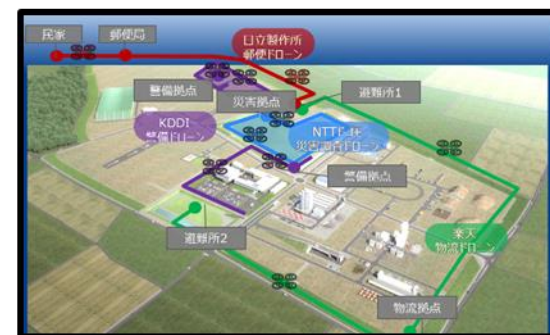 民家
郵便局
日立製作所
郵便ドローン
警備拠点
災害拠点
避難所1
KDDI
警備ドローン
NTTデータ
災害調査ドローン
警備拠点
避難所2
楽天
物流ドローン
物流拠点